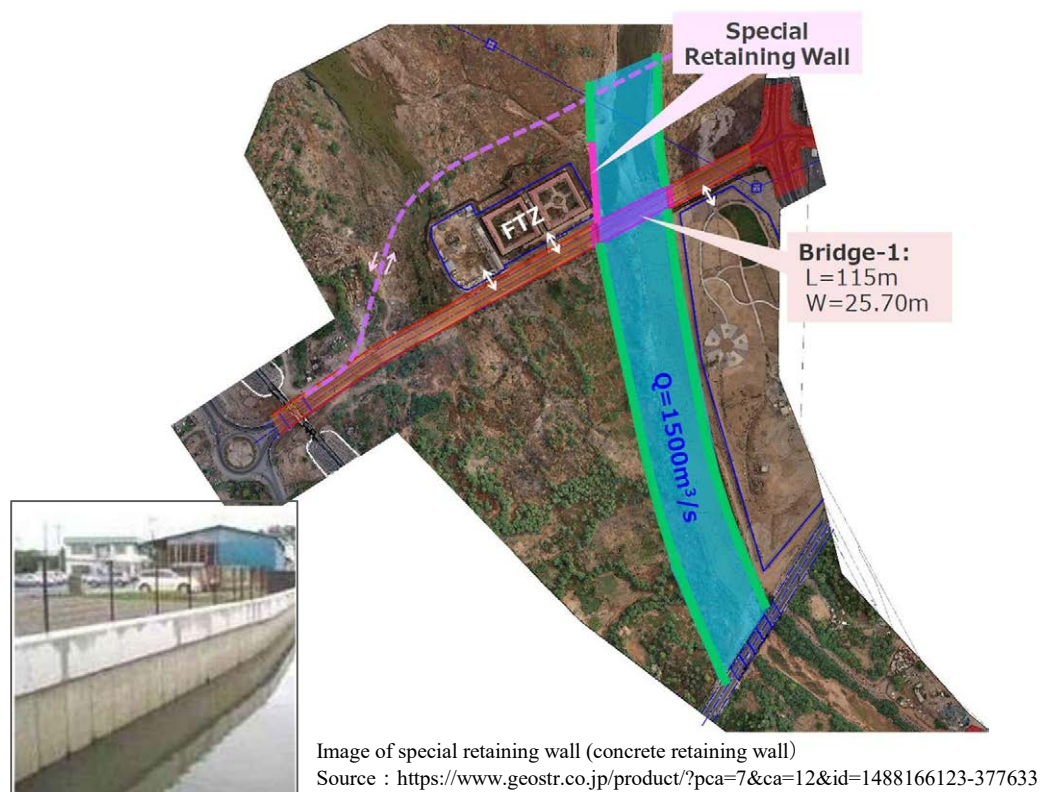 Special
Retaining Wall
FTZ
Bridge-1:
L=115m
W=25.70m
Q=1500m³/s
Image of special retaining wall (concrete retaining wall）
Source：https://www.geostr.co.jp/product/?pca=7&ca=12&id=1488166123-377633